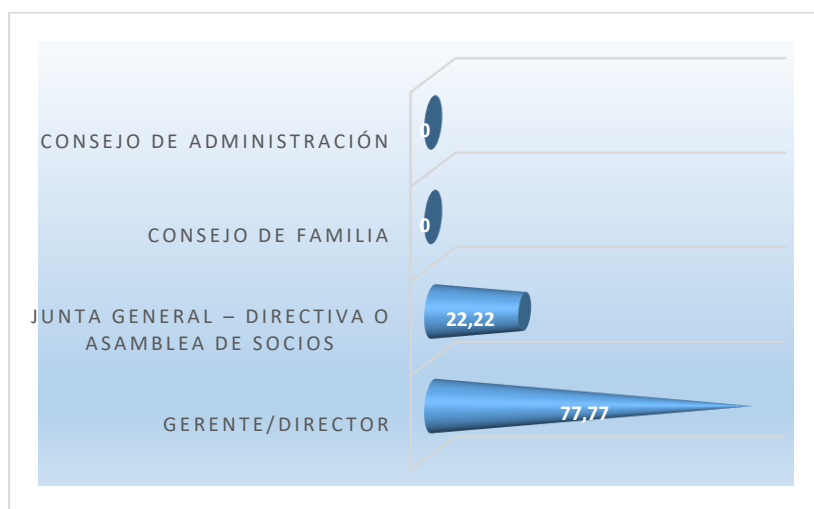 CONSEJO DE ADMINISTRACIÓN
0
CONSEJO DE FAMILIA
0
JUNTA GENERAL – DIRECTIVA O
ASAMBLEA DE SOCIOS
22,22
GERENTE/DIRECTOR
77,77